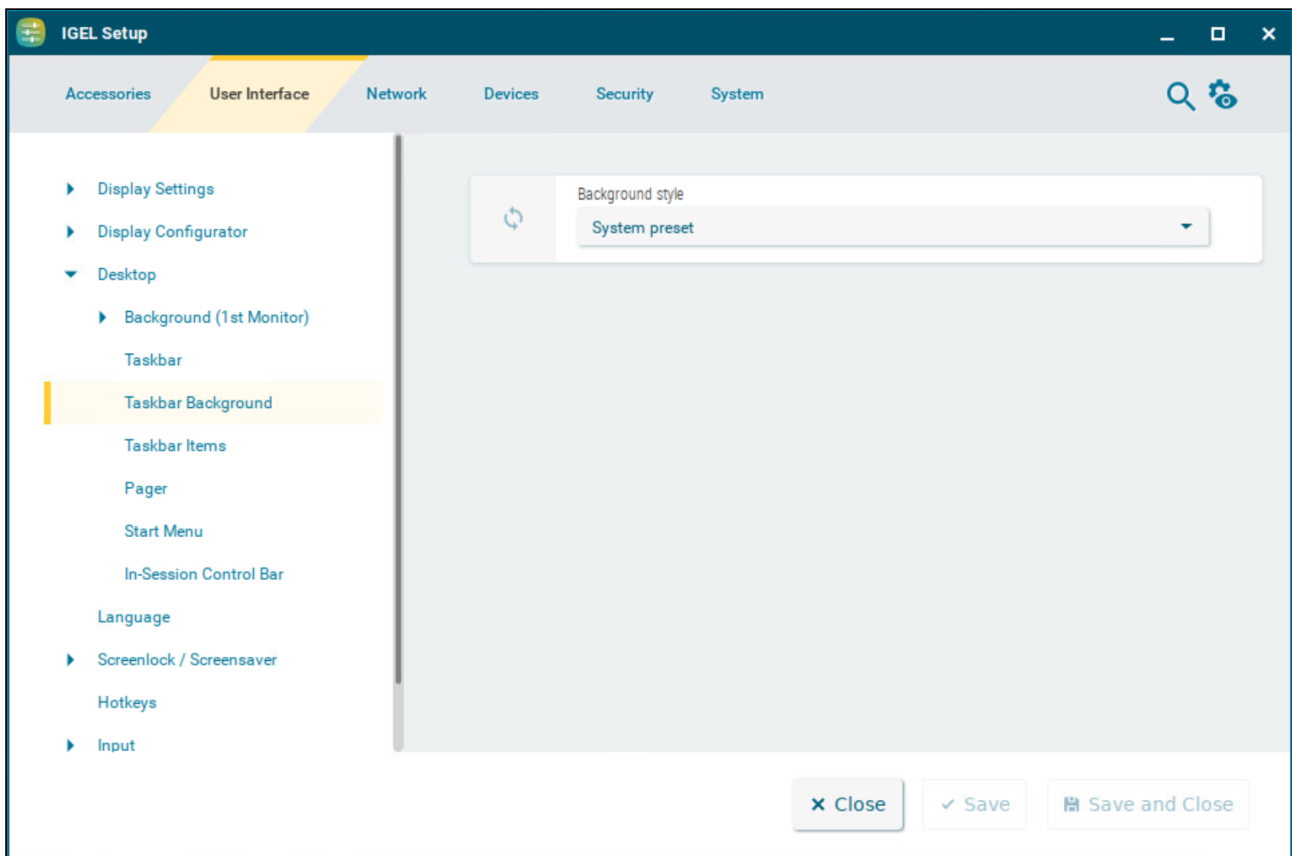 IGEL Setup
Accessories User Interface Network Devices Security System
Display Settings
Display Configurator
Desktop
Background (1st Monitor)
Taskbar
Taskbar Background
Taskbar Items
Pager
Start Menu
In-Session Control Bar
Language
Screenlock / Screensaver
Hotkeys
Input
Background style
System preset
Close Save Save and Close